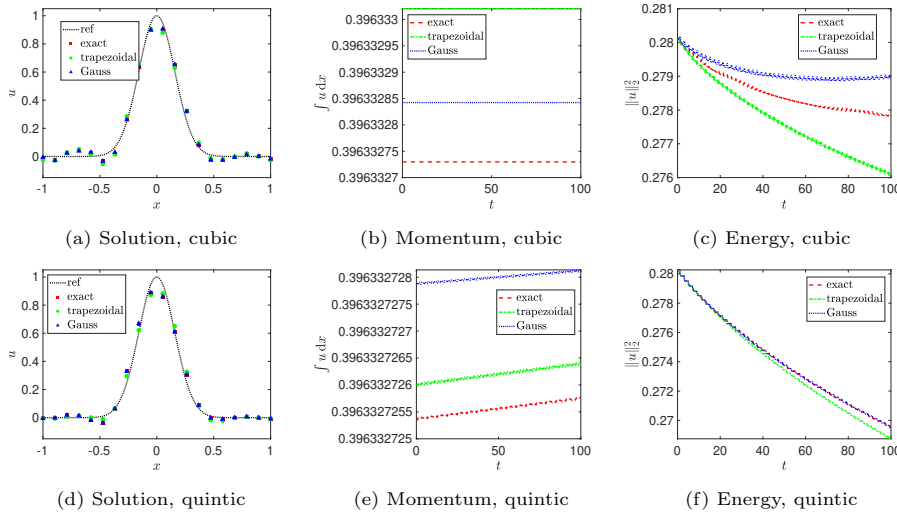 1
0.8
0.6
0.4
0.2
0
u
-1 -0.5 0 0.5 1
x
ref
exact
trapezoidal
Gauss
(a) Solution, cubic
0.3963329
0.39633295
0.3963329
0.39633285
0.3963328
0.39633275
0.3963327
∫ u dx
0 50 100
t
exact
trapezoidal
Gauss
(b) Momentum, cubic
0.281
0.28
0.279
0.278
0.277
0.276
‖u‖₂²
0 20 40 60 80 100
t
exact
trapezoidal
Gauss
(c) Energy, cubic
1
0.8
0.6
0.4
0.2
0
u
-1 -0.5 0 0.5 1
x
ref
exact
trapezoidal
Gauss
(d) Solution, quintic
0.396332728
0.3963327275
0.396332727
0.3963327265
0.396332726
0.3963327255
0.396332725
∫ u dx
0 50 100
t
exact
trapezoidal
Gauss
(e) Momentum, quintic
0.28
0.278
0.276
0.274
0.272
0.27
‖u‖₂²
0 20 40 60 80 100
t
exact
trapezoidal
Gauss
(f) Energy, quintic